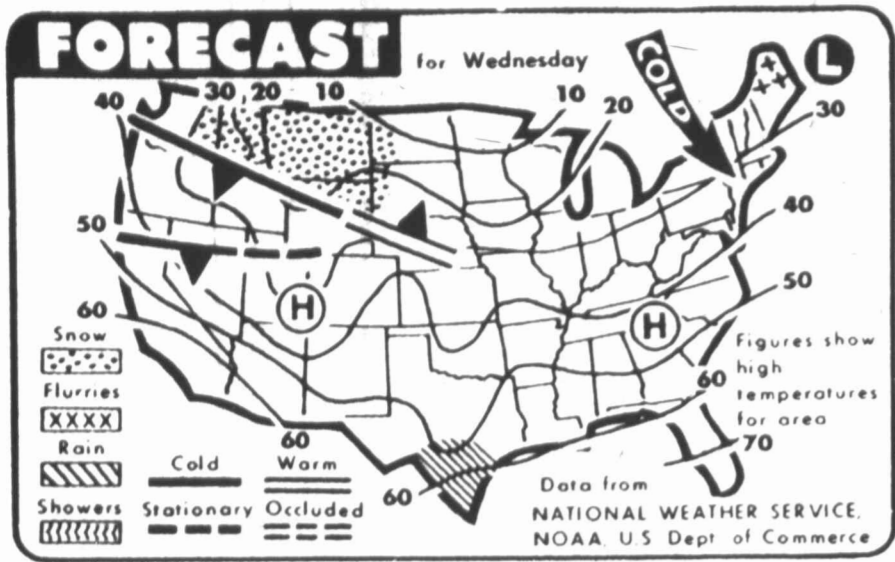 FORECAST
for Wednesday
COLD
L
40
30
20
10
10
20
30
50
40
60
H
H
50
Snow
Flurries
XXXX
Rain
Showers
60
Cold
Warm
Stationary
Occluded
60
60
70
Figures show
high
temperatures
for area
Data from
NATIONAL WEATHER SERVICE,
NOAA, U.S Dept of Commerce